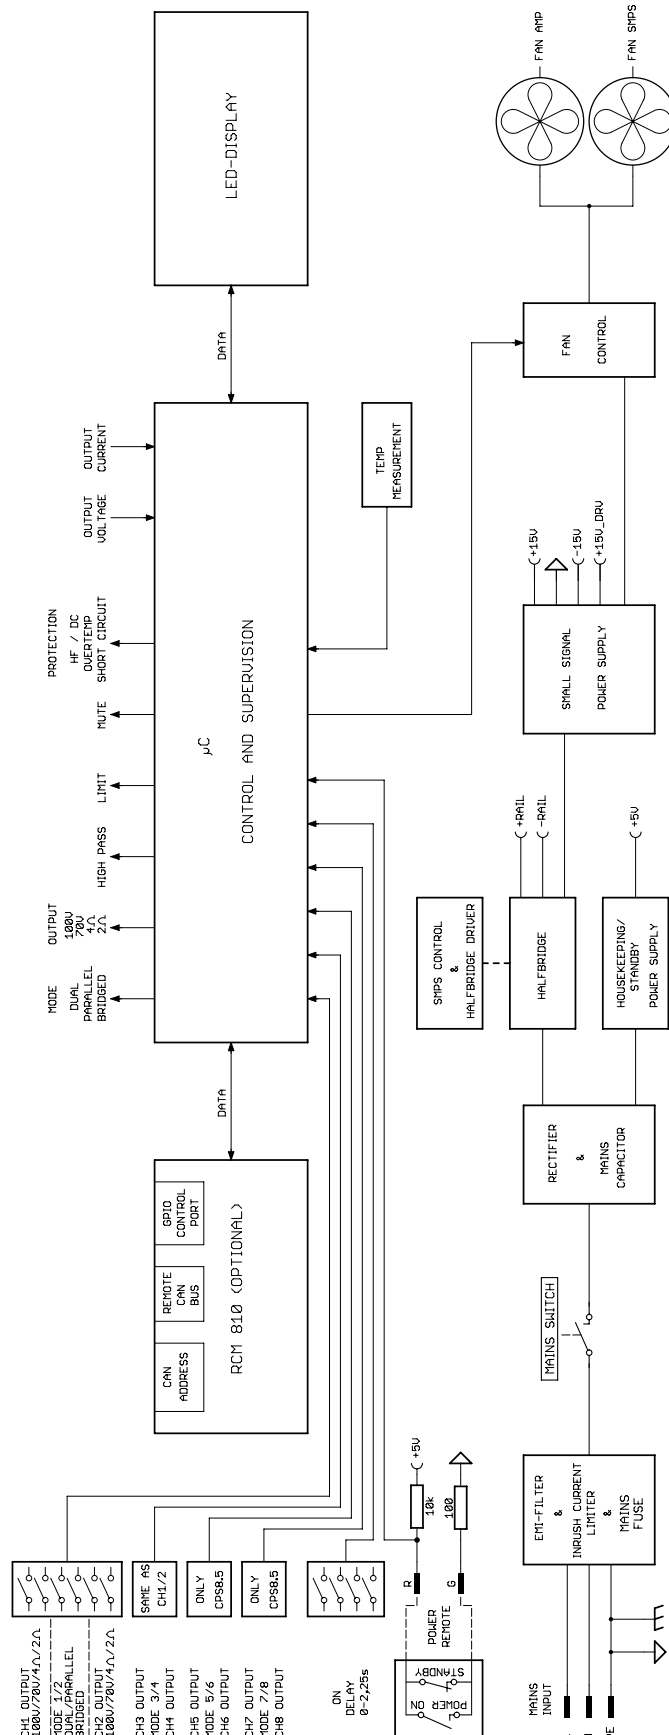 FAN AMP
FAN SMPS
LED-DISPLAY
DATA
FAN
CONTROL
OUTPUT
CURRENT
OUTPUT
VOLTAGE
PROTECTION
HF / DC
OVERTEMP
SHORT CIRCUIT
MUTE
LIMIT
HIGH PASS
OUTPUT
100V
70V
4Ω
2Ω
MODE
DUAL
PARALLEL
BRIDGED
µC
CONTROL AND SUPERVISION
TEMP
MEASUREMENT
+15V
-15V
+15V_DRV
SMALL SIGNAL
POWER SUPPLY
+RAIL
-RAIL
+5V
SMPS CONTROL
&
HALFBRIDGE DRIVER
HALFBRIDGE
HOUSEKEEPING/
STANDBY
POWER SUPPLY
DATA
GPIO
CONTROL
PORT
REMOTE
CAN
BUS
CAN
ADDRESS
RCM 810 (OPTIONAL)
RECTIFIER
&
MAINS
CAPACITOR
MAINS SWITCH
EMI-FILTER
&
INRUSH CURRENT
LIMITER
&
MAINS
FUSE
+5V
10k
100
R
G
POWER
REMOTE
STANDBY
POWER ON
ON
DELAY
0-2,25s
SAME AS
CH1/2
ONLY
CPS8.5
ONLY
CPS8.5
CH1 OUTPUT
100V/70V/4Ω/2Ω
MODE 1/2
DUAL/PARALLEL
BRIDGED
CH2 OUTPUT
100V/70V/4Ω/2Ω
CH3 OUTPUT
MODE 3/4
CH4 OUTPUT
CH5 OUTPUT
MODE 5/6
CH6 OUTPUT
CH7 OUTPUT
MODE 7/8
CH8 OUTPUT
MAINS
INPUT